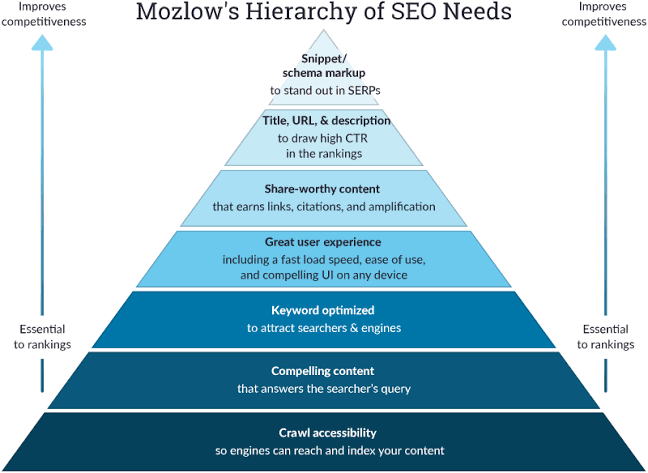 Mozlow's Hierarchy of SEO Needs
Improves
competitiveness
Improves
competitiveness
Snippet/
schema markup
to stand out in SERPs
Title, URL, & description
to draw high CTR
in the rankings
Share-worthy content
that earns links, citations, and amplification
Great user experience
including a fast load speed, ease of use,
and compelling UI on any device
Keyword optimized
to attract searchers & engines
Essential
to rankings
Essential
to rankings
Compelling content
that answers the searcher's query
Crawl accessibility
so engines can reach and index your content